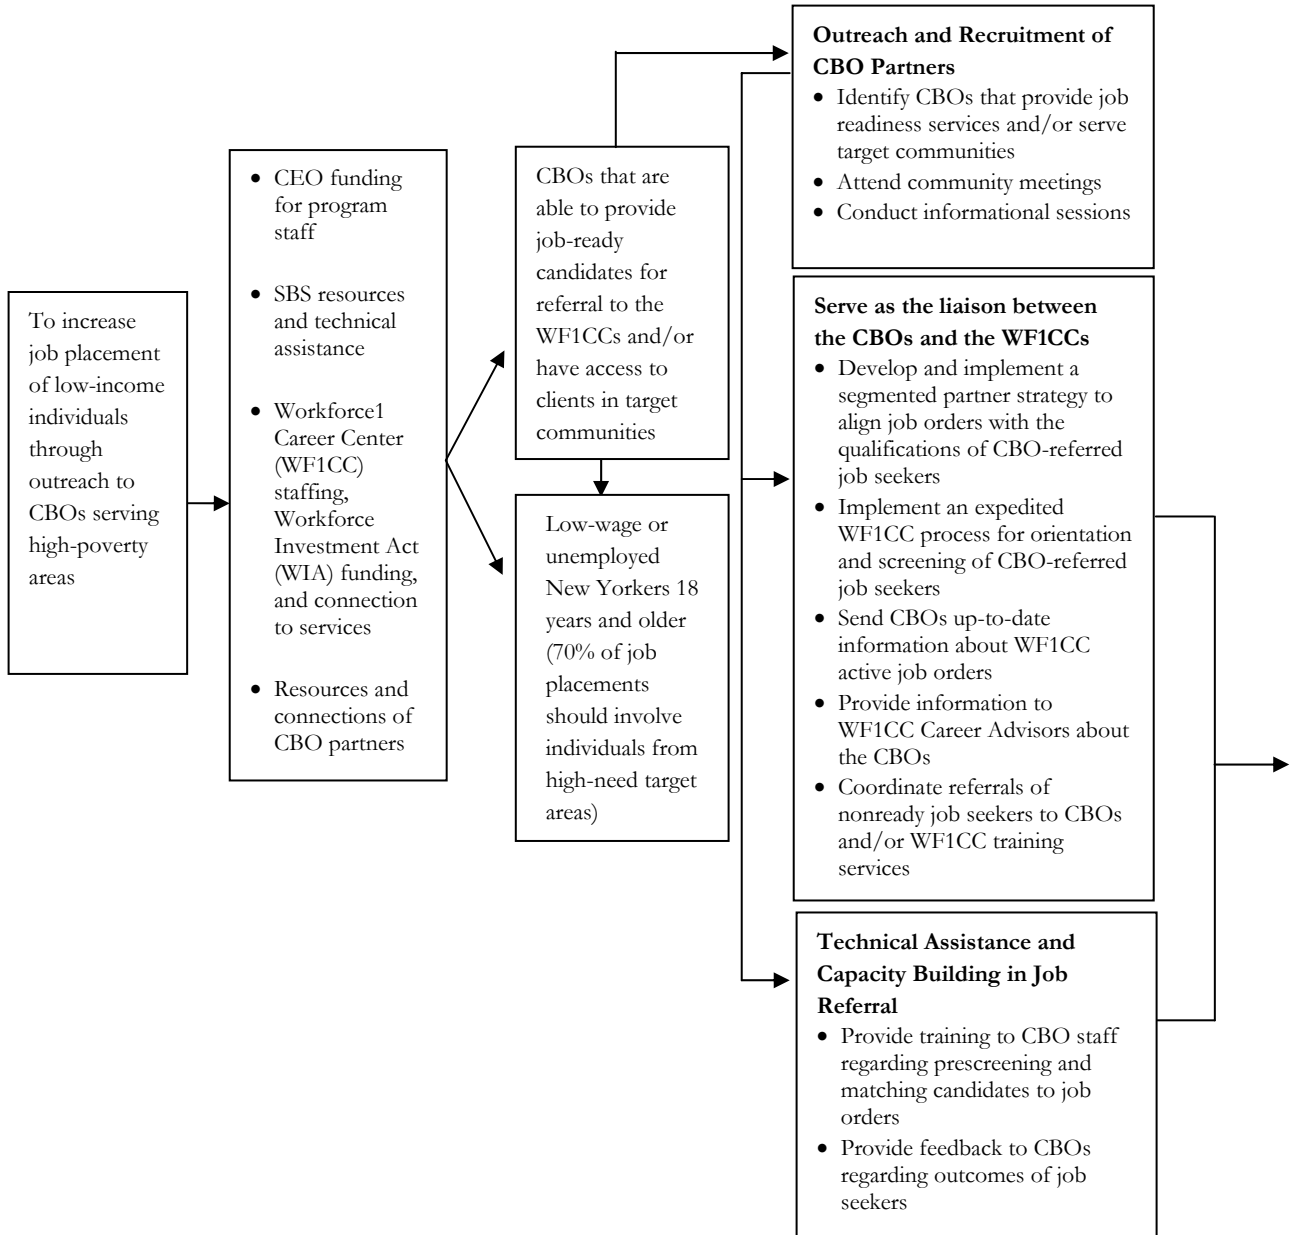 To increase
job placement
of low-income
individuals
through
outreach to
CBOs serving
high-poverty
areas
• CEO funding
for program
staff
• SBS resources
and technical
assistance
• Workforce1
Career Center
(WF1CC)
staffing,
Workforce
Investment Act
(WIA) funding,
and connection
to services
• Resources and
connections of
CBO partners
CBOs that are
able to provide
job-ready
candidates for
referral to the
WF1CCs and/or
have access to
clients in target
communities
Low-wage or
unemployed
New Yorkers 18
years and older
(70% of job
placements
should involve
individuals from
high-need target
areas)
Outreach and Recruitment of
CBO Partners
• Identify CBOs that provide job
readiness services and/or serve
target communities
• Attend community meetings
• Conduct informational sessions
Serve as the liaison between
the CBOs and the WF1CCs
• Develop and implement a
segmented partner strategy to
align job orders with the
qualifications of CBO-referred
job seekers
• Implement an expedited
WF1CC process for orientation
and screening of CBO-referred
job seekers
• Send CBOs up-to-date
information about WF1CC
active job orders
• Provide information to
WF1CC Career Advisors about
the CBOs
• Coordinate referrals of
nonready job seekers to CBOs
and/or WF1CC training
services
Technical Assistance and
Capacity Building in Job
Referral
• Provide training to CBO staff
regarding prescreening and
matching candidates to job
orders
• Provide feedback to CBOs
regarding outcomes of job
seekers